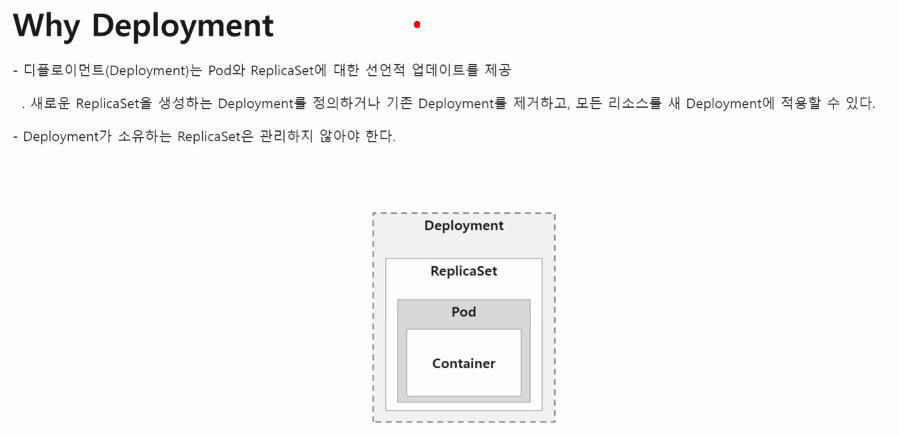 Why Deployment
- 디플로이먼트(Deployment)는 Pod와 ReplicaSet에 대한 선언적 업데이트를 제공
. 새로운 ReplicaSet을 생성하는 Deployment를 정의하거나 기존 Deployment를 제거하고, 모든 리소스를 새 Deployment에 적용할 수 있다.
- Deployment가 소유하는 ReplicaSet은 관리하지 않아야 한다.
Deployment
ReplicaSet
Pod
Container